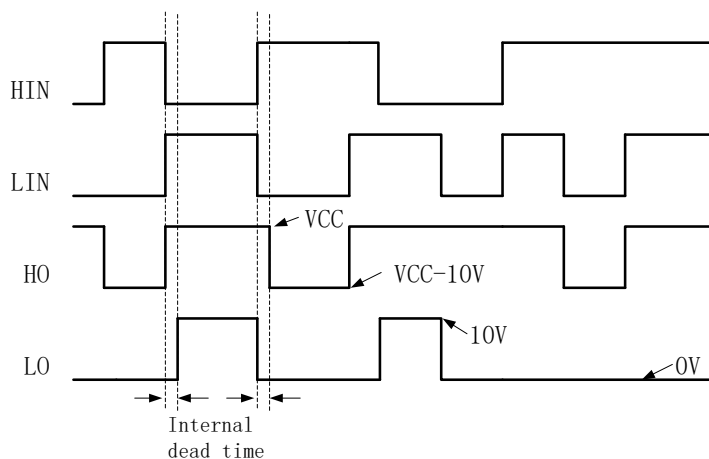 HIN
LIN
VCC
HO
VCC-10V
10V
LO
0V
Internal
dead time